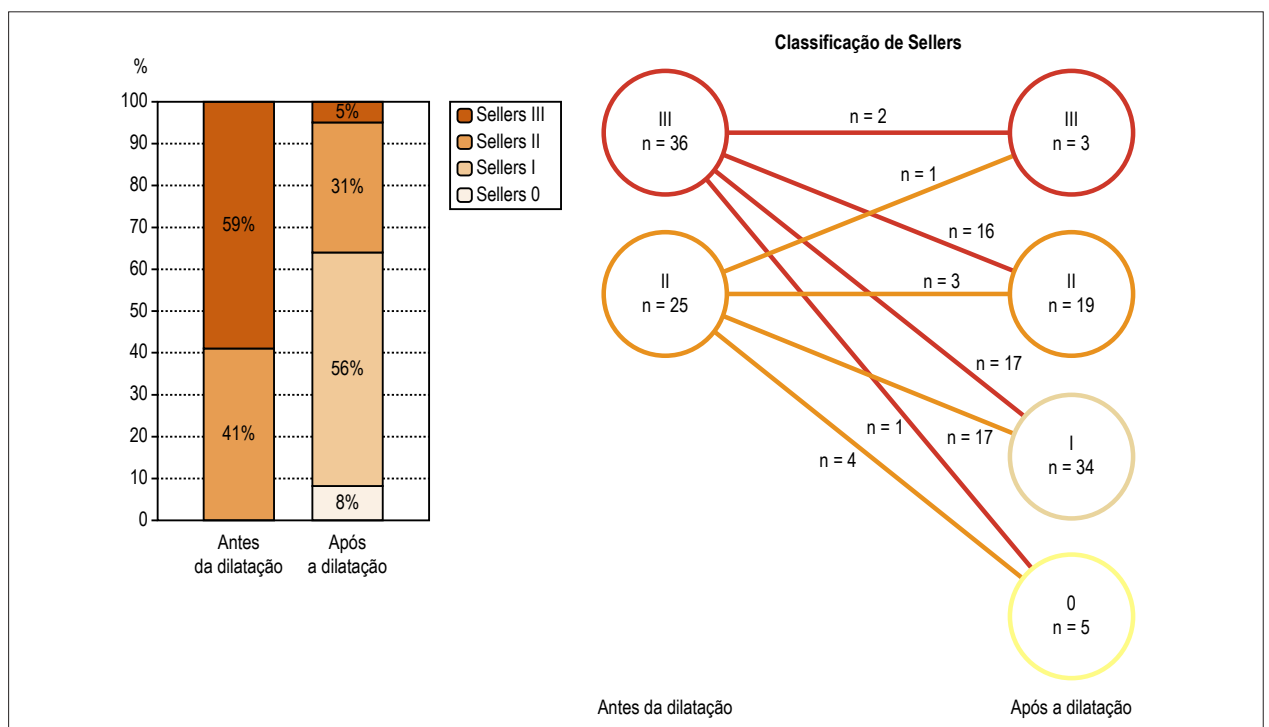 %
100
90
80
70
60
50
40
30
20
10
0
59%
41%
5%
31%
56%
8%
Antes
da dilatação
Após
a dilatação
Sellers III
Sellers II
Sellers I
Sellers 0
Classificação de Sellers
III
n = 36
II
n = 25
n = 2
n = 1
n = 16
n = 3
n = 17
n = 1
n = 17
n = 4
III
n = 3
II
n = 19
I
n = 34
0
n = 5
Antes da dilatação
Após a dilatação